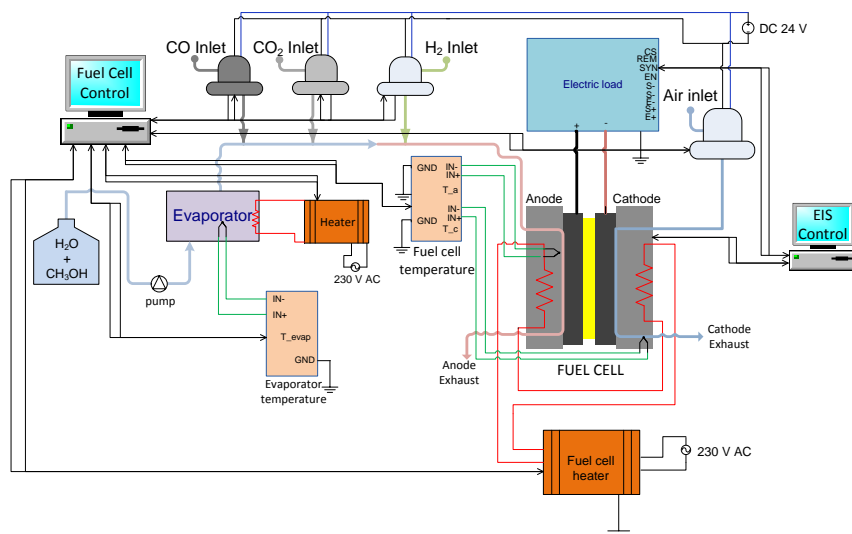 CO Inlet
CO2 Inlet
H2 Inlet
DC 24 V
Fuel Cell
Control
Electric load
CS
REM
SYN
EN
S-
S-
E-
S+
E+
+
-
Air inlet
GND
IN-
IN+
T_a
IN-
GND
IN+
T_c
Fuel cell
temperature
Anode
Cathode
Evaporator
Heater
230 V AC
H2O
+
CH3OH
pump
IN-
IN+
T_evap
GND
Evaporator
temperature
EIS
Control
Cathode
Exhaust
Anode
Exhaust
FUEL CELL
Fuel cell
heater
230 V AC